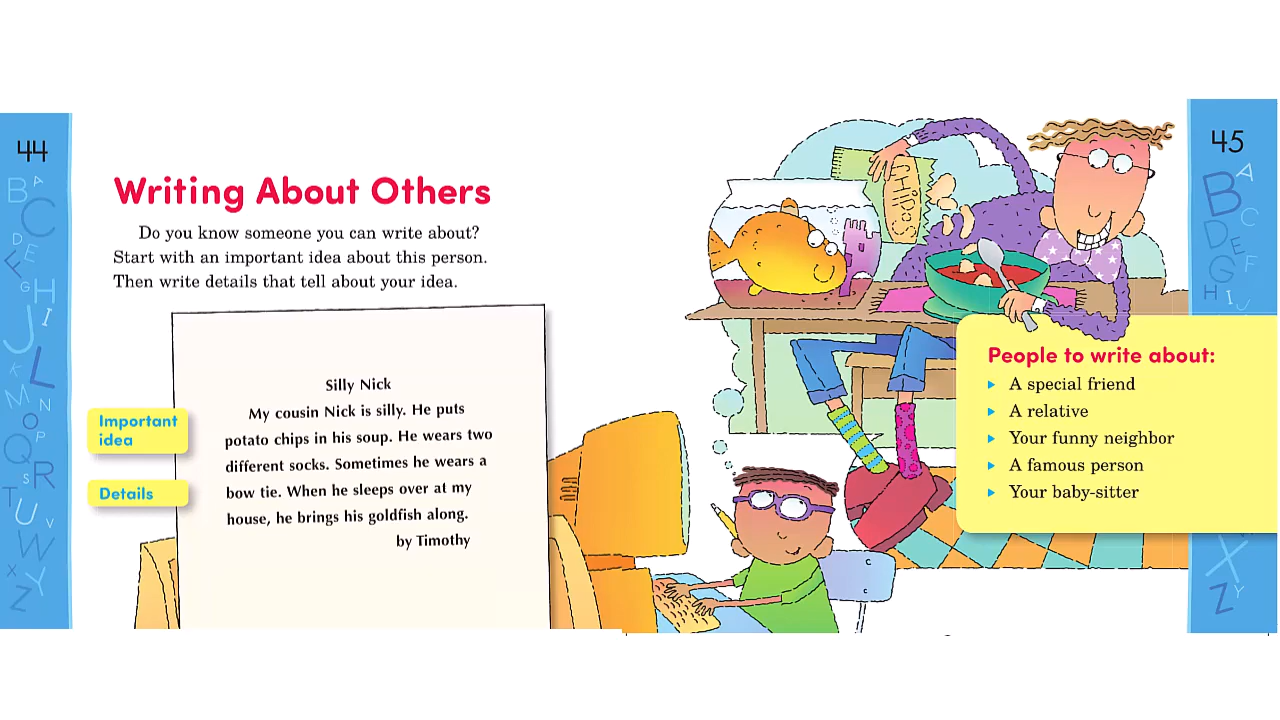 44
Writing About Others
Do you know someone you can write about?
Start with an important idea about this person.
Then write details that tell about your idea.
Important
idea
Details
Silly Nick
My cousin Nick is silly. He puts
potato chips in his soup. He wears two
different socks. Sometimes he wears a
bow tie. When he sleeps over at my
house, he brings his goldfish along.
by Timothy
45
CHIPS
People to write about:
A special friend
A relative
Your funny neighbor
A famous person
Your baby-sitter